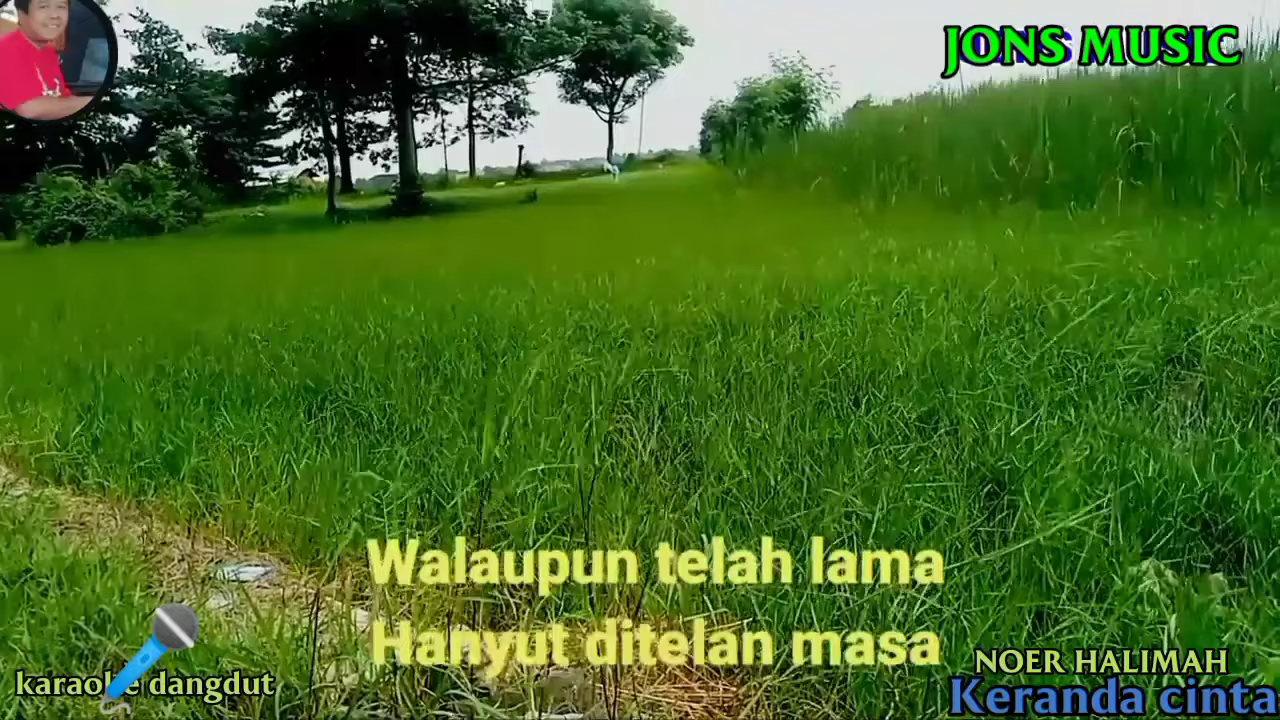 JONS MUSIC
Walaupun telah lama
Hanyut ditelan masa
karaoke dangdut
NOER HALIMAH
Keranda cinta